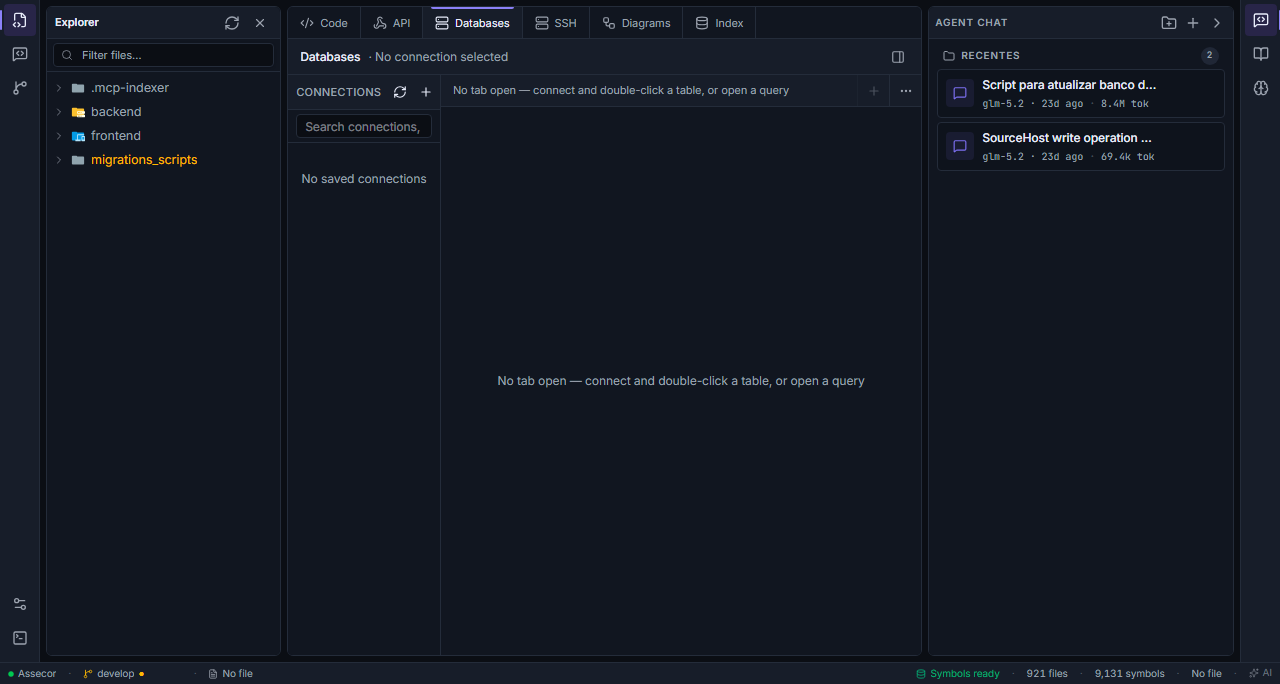 Explorer
Filter files...
.mcp-indexer
backend
frontend
migrations_scripts
Code
API
Databases
SSH
Diagrams
Index
Databases · No connection selected
CONNECTIONS
No tab open — connect and double-click a table, or open a query
Search connections,
No saved connections
No tab open — connect and double-click a table, or open a query
AGENT CHAT
RECENTES
2
Script para atualizar banco d...
glm-5.2 · 23d ago · 8.4M tok
SourceHost write operation ...
glm-5.2 · 23d ago · 69.4k tok
Assecor · develop · No file
Symbols ready · 921 files · 9,131 symbols · No file · AI